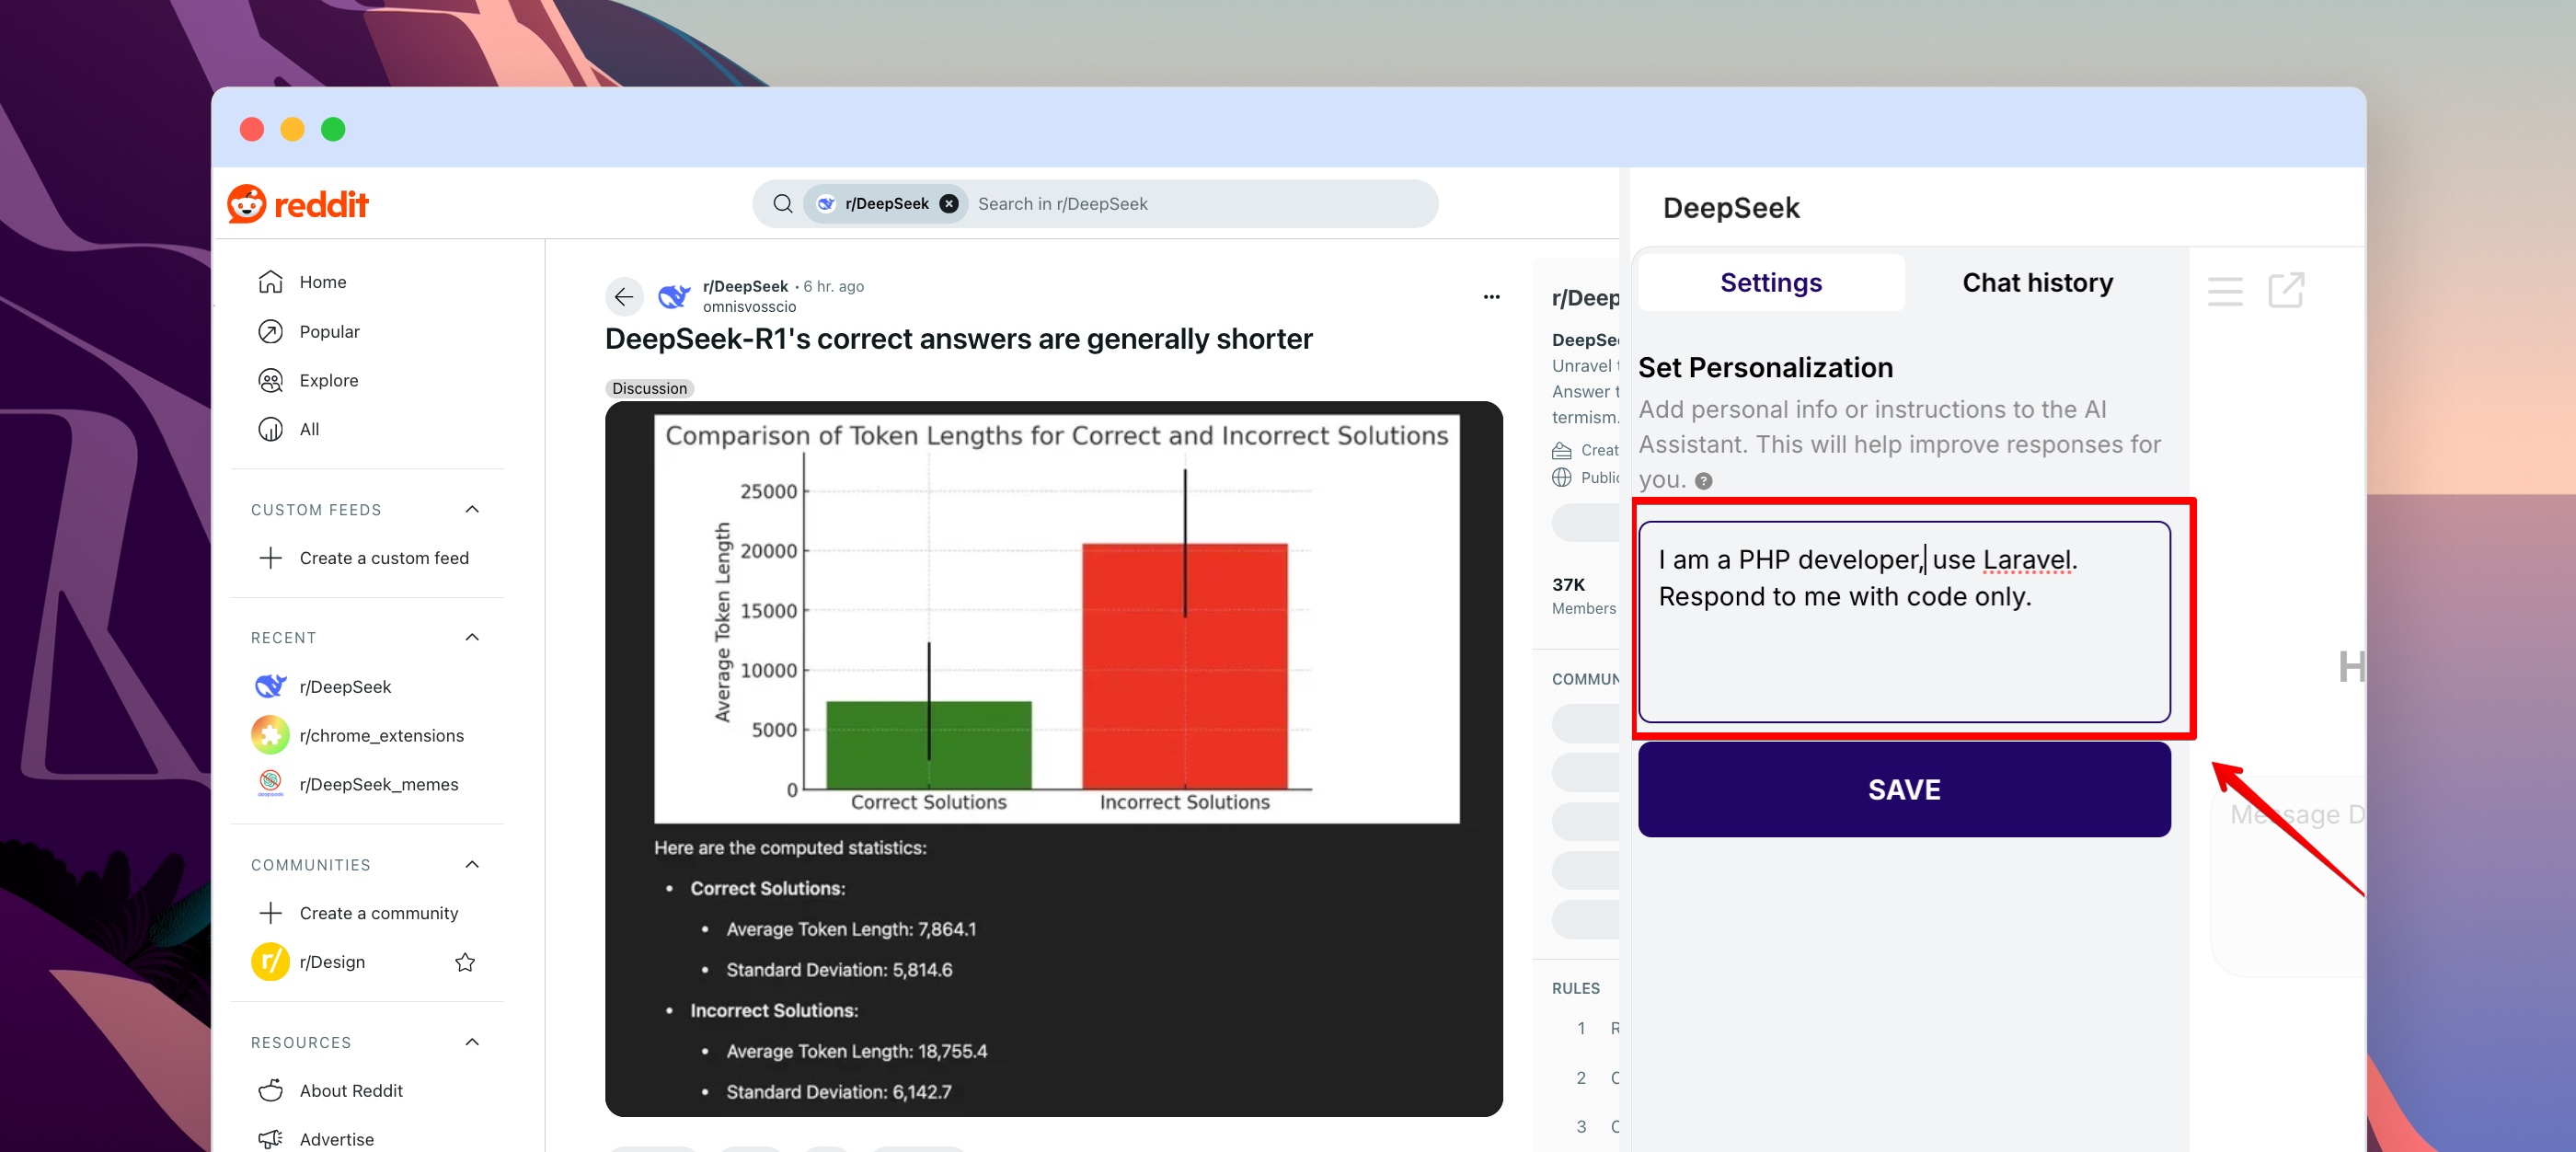 reddit
r/DeepSeek
Search in r/DeepSeek
Home
Popular
Explore
All
CUSTOM FEEDS
Create a custom feed
RECENT
r/DeepSeek
r/chrome_extensions
r/DeepSeek_memes
COMMUNITIES
Create a community
r/
r/Design
RESOURCES
About Reddit
Advertise
r/DeepSeek • 6 hr. ago
omnisvosscio
DeepSeek-R1's correct answers are generally shorter
Discussion
Comparison of Token Lengths for Correct and Incorrect Solutions
Average Token Length
25000
20000
15000
10000
5000
0
Correct Solutions
Incorrect Solutions
Here are the computed statistics:
• Correct Solutions:
• Average Token Length: 7,864.1
• Standard Deviation: 5,814.6
• Incorrect Solutions:
• Average Token Length: 18,755.4
• Standard Deviation: 6,142.7
r/Deep
DeepSe
Unravel
Answer t
termism.
Creat
Public
37K
Members
COMMUN
RULES
1 R
2
3
DeepSeek
Settings
Chat history
Set Personalization
Add personal info or instructions to the AI
Assistant. This will help improve responses for
you. ?
I am a PHP developer, use Laravel.
Respond to me with code only.
SAVE
H
Message D